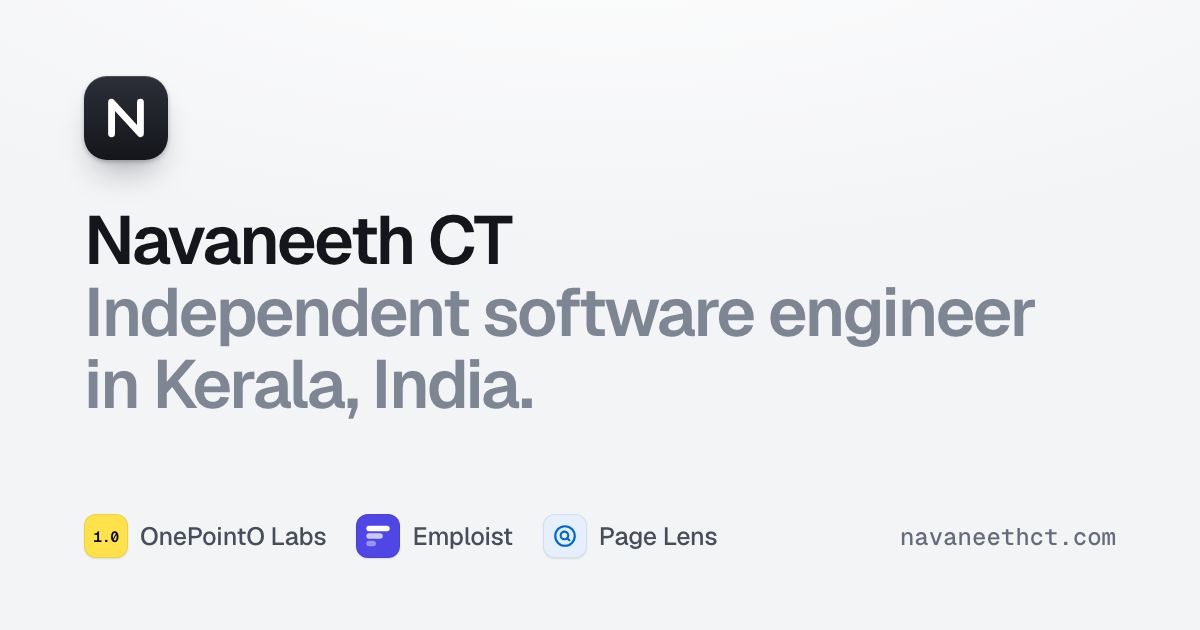 N
Navaneeth CT
Independent software engineer
in Kerala, India.
1.0 OnePointO Labs Emploist Page Lens navaneethct.com